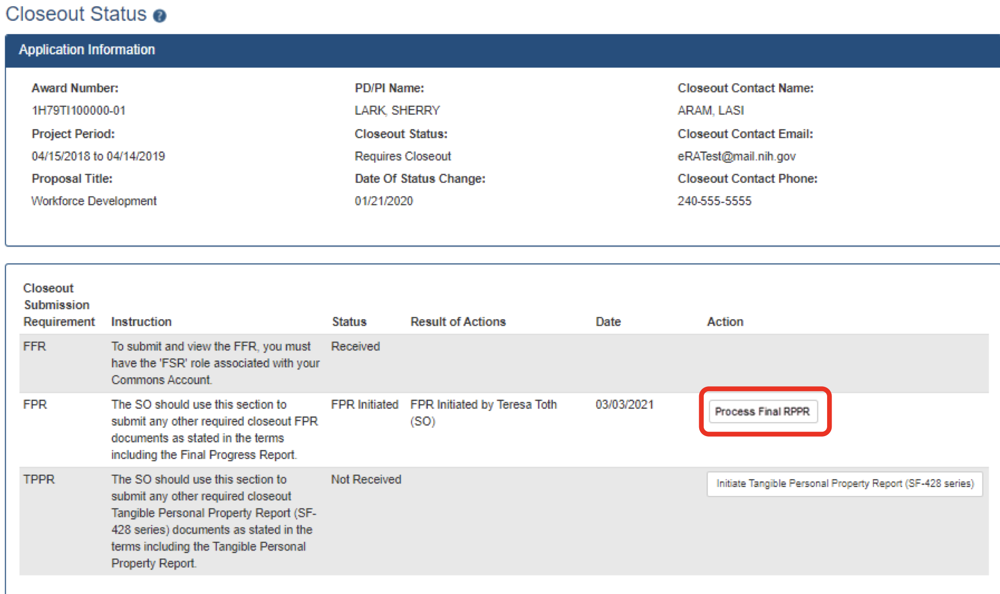 Closeout Status ?
Application Information
Award Number:
1H79TI100000-01
Project Period:
04/15/2018 to 04/14/2019
Proposal Title:
Workforce Development
PD/PI Name:
LARK, SHERRY
Closeout Status:
Requires Closeout
Date Of Status Change:
01/21/2020
Closeout Contact Name:
ARAM, LASI
Closeout Contact Email:
eRATest@mail.nih.gov
Closeout Contact Phone:
240-555-5555
Closeout
Submission
Requirement
Instruction
Status
Result of Actions
Date
Action
FFR
To submit and view the FFR, you must
have the 'FSR' role associated with your
Commons Account.
Received
FPR
The SO should use this section to
submit any other required closeout FPR
documents as stated in the terms
including the Final Progress Report.
FPR Initiated
FPR Initiated by Teresa Toth
(SO)
03/03/2021
Process Final RPPR
TPPR
The SO should use this section to
submit any other required closeout
Tangible Personal Property Report (SF-
428 series) documents as stated in the
terms including the Tangible Personal
Property Report.
Not Received
Initiate Tangible Personal Property Report (SF-428 series)